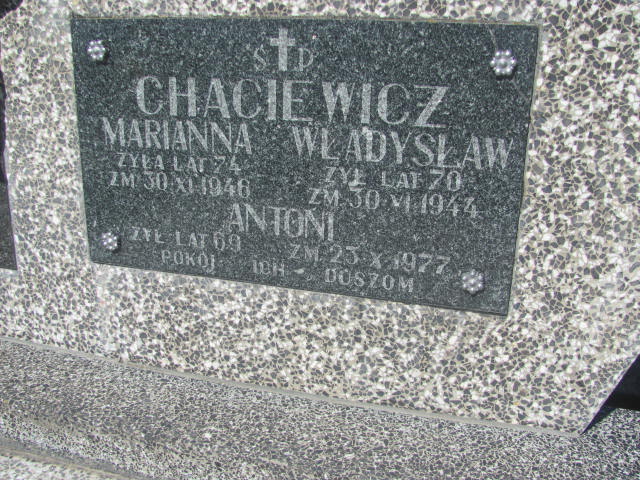 Ś P
CHACIEWICZ
MARIANNA WŁADYSŁAW
ŻYŁA LAT 74 ŻYŁ LAT 70
ZM 30·XI·1946 ZM·30·XI·1944
ANTONI
ŻYŁ LAT 69 ZM 23·X·1977
POKÓJ ICH DUSZOM